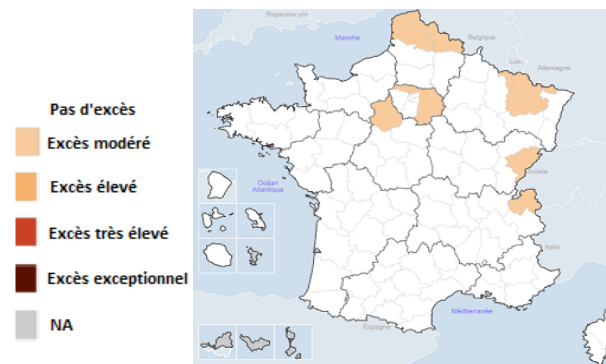 Pas d'excès
Excès modéré
Excès élevé
Excès très élevé
Excès exceptionnel
NA
Royaume uni
Manche
Belgique
Lux.
Allemagne
Suisse
Océan
Atlantique
Italie
Méditerranée
Espagne